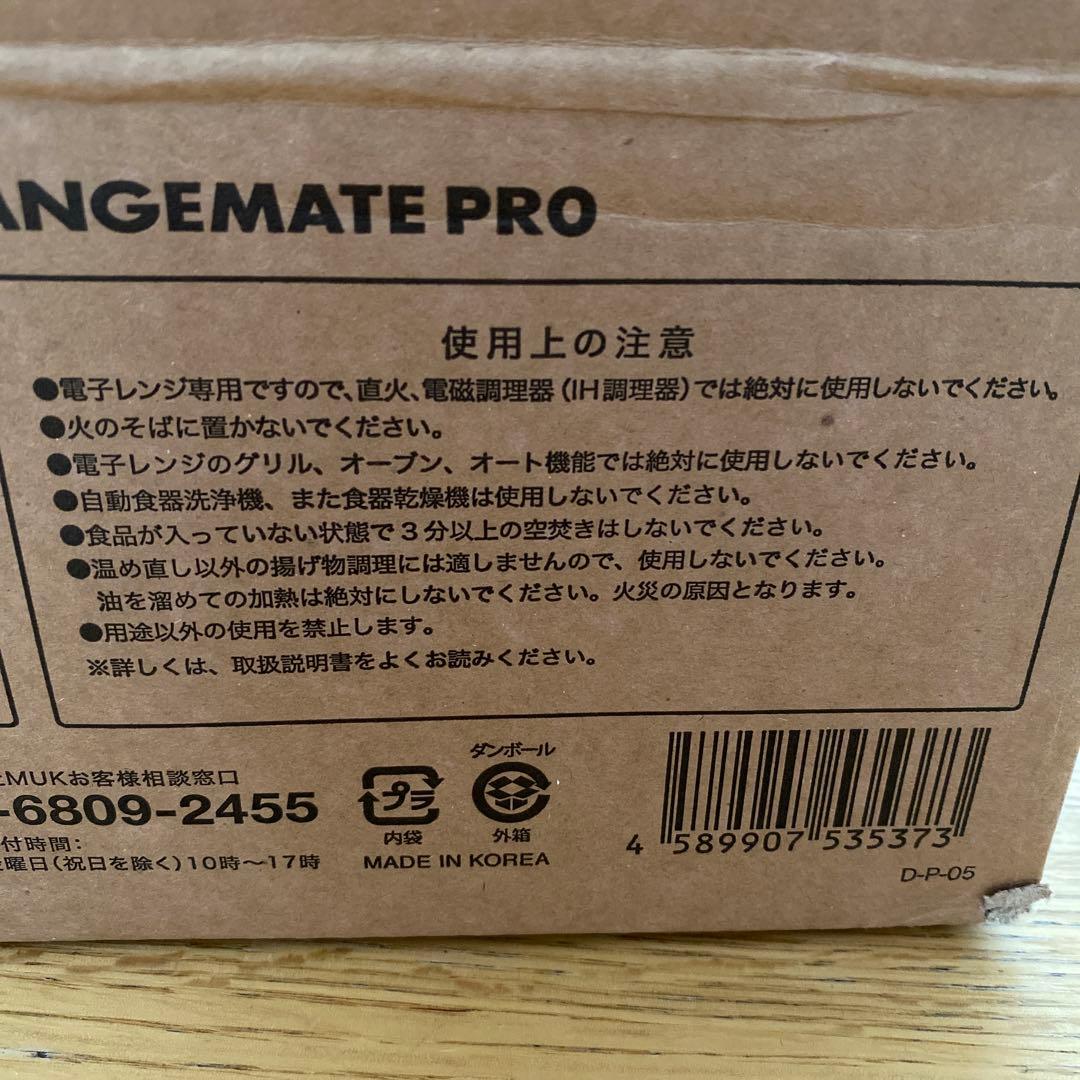 ANGEMATE PRO
使用上の注意
●電子レンジ専用ですので、直火、電磁調理器（IH調理器）では絶対に使用しないでください。
●火のそばに置かないでください。
●電子レンジのグリル、オーブン、オート機能では絶対に使用しないでください。
●自動食器洗浄機、また食器乾燥機は使用しないでください。
●食品が入っていない状態で3分以上の空焚きはしないでください。
●温め直し以外の揚げ物調理には適しませんので、使用しないでください。
油を溜めての加熱は絶対にしないでください。火災の原因となります。
●用途以外の使用を禁止します。
※詳しくは、取扱説明書をよくお読みください。
MUKお客様相談窓口
-6809-2455
付時間：
曜日（祝日を除く）10時～17時
プラ
内袋
ダンボール
外箱
MADE IN KOREA
4 589907 535373
D-P-05